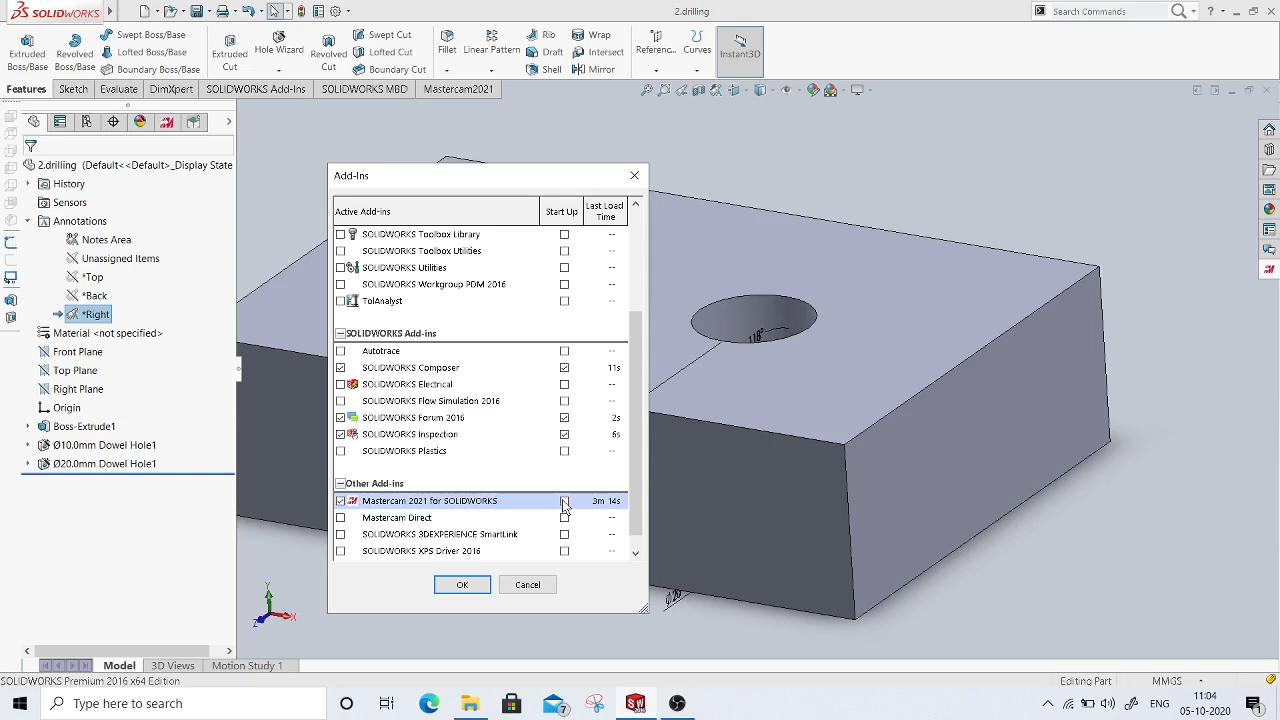 SOLIDWORKS
2.drilling
Search Commands
Extruded Boss/Base
Revolved Boss/Base
Swept Boss/Base
Lofted Boss/Base
Boundary Boss/Base
Extruded Cut
Hole Wizard
Revolved Cut
Swept Cut
Lofted Cut
Boundary Cut
Fillet
Linear Pattern
Rib
Draft
Shell
Wrap
Intersect
Mirror
Referenc...
Curves
Instant3D
Features Sketch Evaluate DimXpert SOLIDWORKS Add-Ins SOLIDWORKS MBD Mastercam2021
2.drilling (Default<<Default>_Display State
History
Sensors
Annotations
Notes Area
Unassigned Items
*Top
*Back
*Right
Material <not specified>
Front Plane
Top Plane
Right Plane
Origin
Boss-Extrude1
Ø10.0mm Dowel Hole1
Ø20.0mm Dowel Hole1
Add-Ins
Active Add-ins Start Up Last Load Time
SOLIDWORKS Toolbox Library --
SOLIDWORKS Toolbox Utilities --
SOLIDWORKS Utilities --
SOLIDWORKS Workgroup PDM 2016 --
TolAnalyst --
SOLIDWORKS Add-ins
Autotrace --
SOLIDWORKS Composer 11s
SOLIDWORKS Electrical --
SOLIDWORKS Flow Simulation 2016 --
SOLIDWORKS Forum 2016 2s
SOLIDWORKS Inspection 6s
SOLIDWORKS Plastics --
Other Add-ins
Mastercam 2021 for SOLIDWORKS 3m 14s
Mastercam Direct --
SOLIDWORKS 3DEXPERIENCE SmartLink --
SOLIDWORKS XPS Driver 2016 --
OK Cancel
118°
Y
X
Z
Model 3D Views Motion Study 1
SOLIDWORKS Premium 2016 x64 Edition
Editing Part
MMGS
Type here to search
7
ENG
11:04
05-10-2020
1